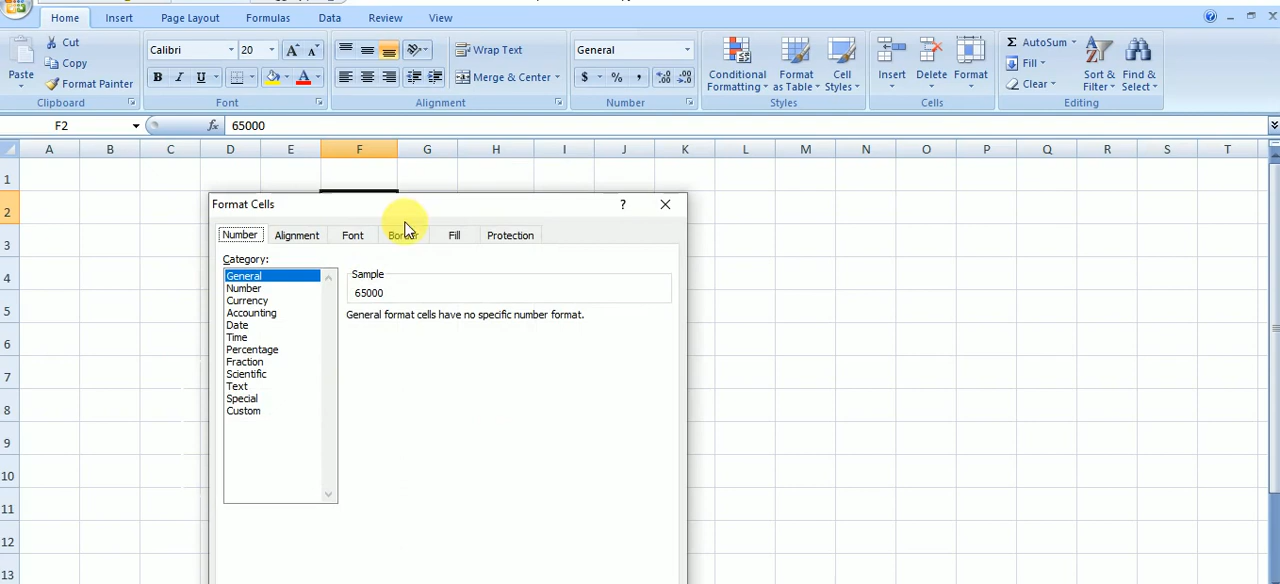 Home Insert Page Layout Formulas Data Review View
Cut
Copy
Format Painter
Paste
Clipboard
Calibri 20
B I U
Font
Wrap Text
Merge & Center
Alignment
General
$ % ,
Number
Conditional Formatting
Format as Table
Cell Styles
Styles
Insert Delete Format
Cells
Σ AutoSum
Fill
Clear
Sort & Filter
Find & Select
Editing
F2 fx 65000
A B C D E F G H I J K L M N O P Q R S T
1
2
3
4
5
6
7
8
9
10
11
12
13
Format Cells ?
Number Alignment Font Border Fill Protection
Category:
General
Number
Currency
Accounting
Date
Time
Percentage
Fraction
Scientific
Text
Special
Custom
Sample
65000
General format cells have no specific number format.